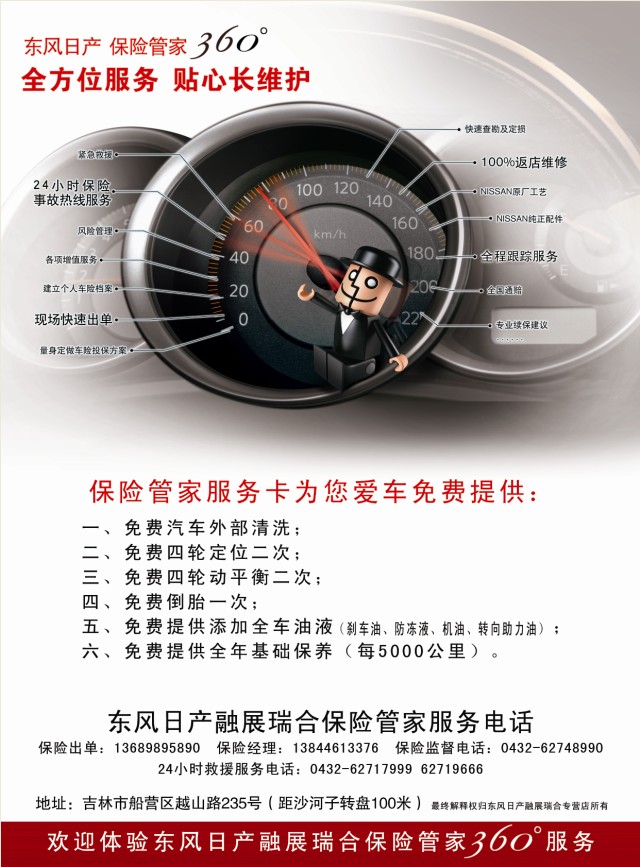 东风日产 保险管家 360°
全方位服务 贴心长维护
紧急救援
24小时保险
事故热线服务
风险管理
各项增值服务
建立个人车险档案
现场快速出单
量身定做车险投保方案
快速查勘及定损
100%返店维修
NISSAN原厂工艺
NISSAN纯正配件
全程跟踪服务
全国通赔
专业续保建议
......
0
20
40
60
80
100
120
140
160
180
200
22
km/h
E
保险管家服务卡为您爱车免费提供：
一、免费汽车外部清洗；
二、免费四轮定位二次；
三、免费四轮动平衡二次；
四、免费倒胎一次；
五、免费提供添加全车油液（刹车油、防冻液、机油、转向助力油）；
六、免费提供全年基础保养（每5000公里）。
东风日产融展瑞合保险管家服务电话
保险出单：13689895890 保险经理：13844613376 保险监督电话：0432-62748990
24小时救援服务电话：0432-62717999 62719666
地址：吉林市船营区越山路235号（距沙河子转盘100米）最终解释权归东风日产融展瑞合专营店所有
欢迎体验东风日产融展瑞合保险管家360°服务